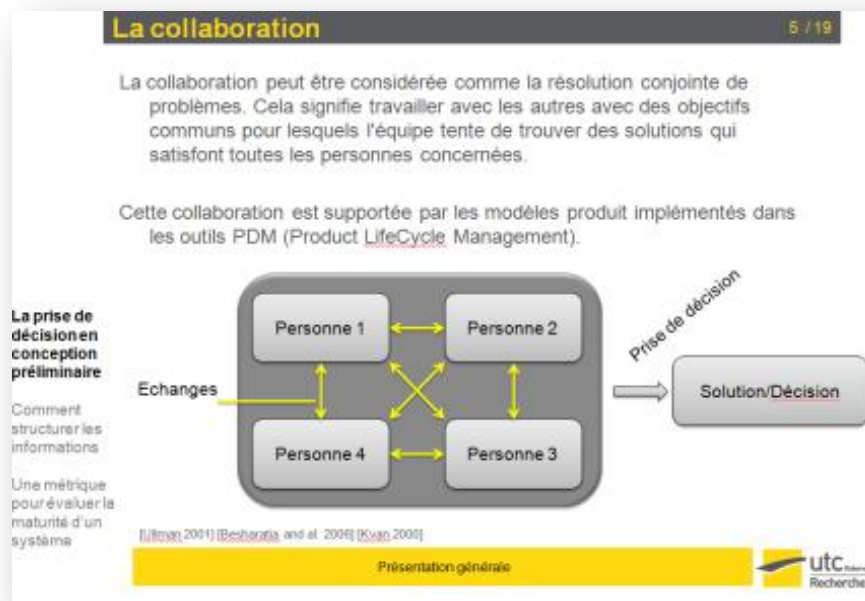 La collaboration
5 / 19
La collaboration peut être considérée comme la résolution conjointe de
problèmes. Cela signifie travailler avec les autres avec des objectifs
communs pour lesquels l'équipe tente de trouver des solutions qui
satisfont toutes les personnes concernées.
Cette collaboration est supportée par les modèles produit implémentés dans
les outils PDM (Product LifeCycle Management).
La prise de
décision en
conception
préliminaire
Comment
structurer les
informations
Une métrique
pour évaluer la
maturité d'un
système
Echanges
Personne 1
Personne 2
Personne 4
Personne 3
Prise de décision
Solution/Décision
[Ullman 2001] [Besharatia and al. 2006] [Kvan 2000]
Présentation générale
utc
Recherche